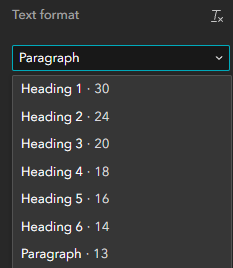 Text format
Paragraph
Heading 1 · 30
Heading 2 · 24
Heading 3 · 20
Heading 4 · 18
Heading 5 · 16
Heading 6 · 14
Paragraph · 13